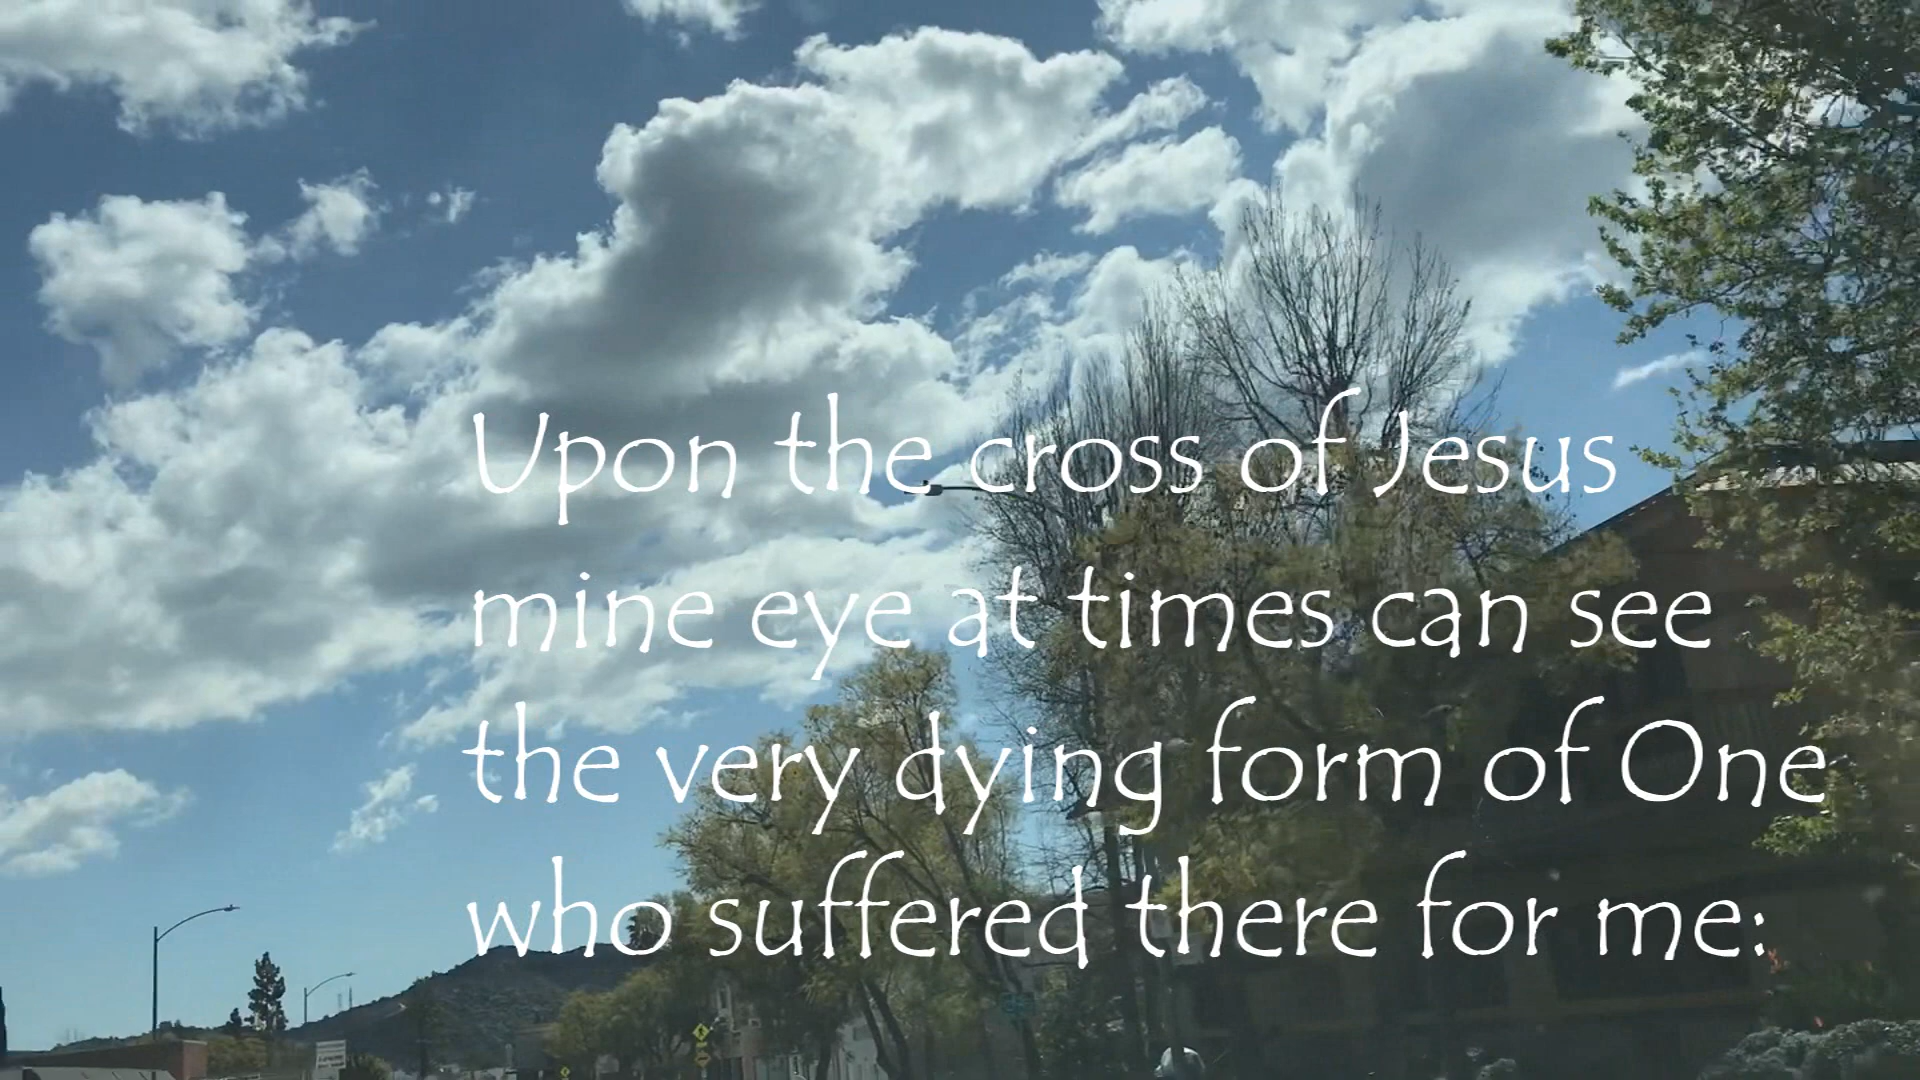 Upon the cross of Jesus
mine eye at times can see
the very dying form of One
who suffered there for me: